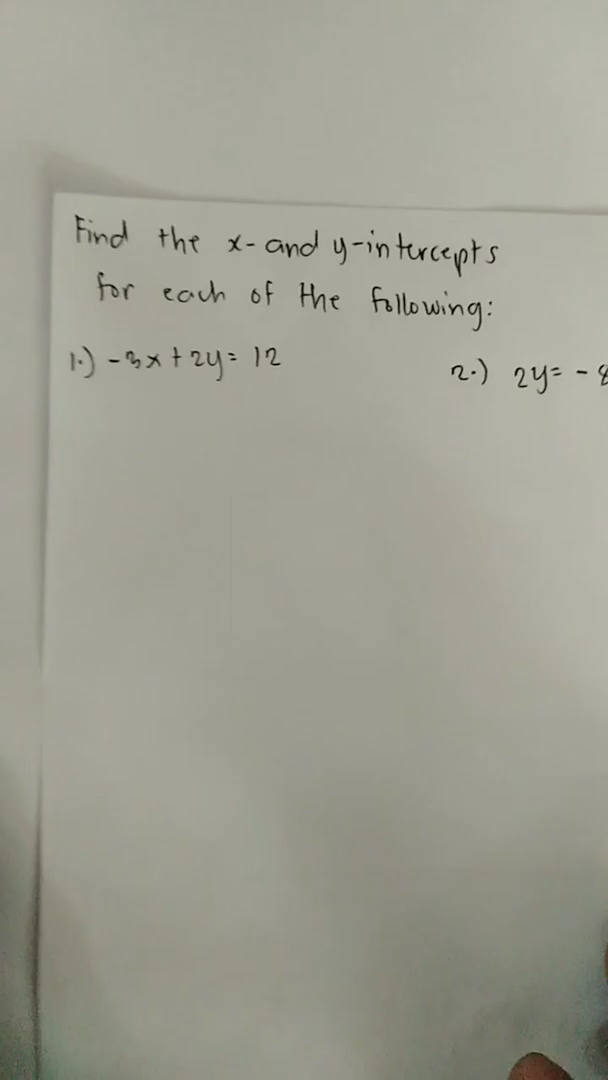 Find the x- and y-intercepts
for each of the following:
1.) -3x + 2y = 12
2.) 2y = -